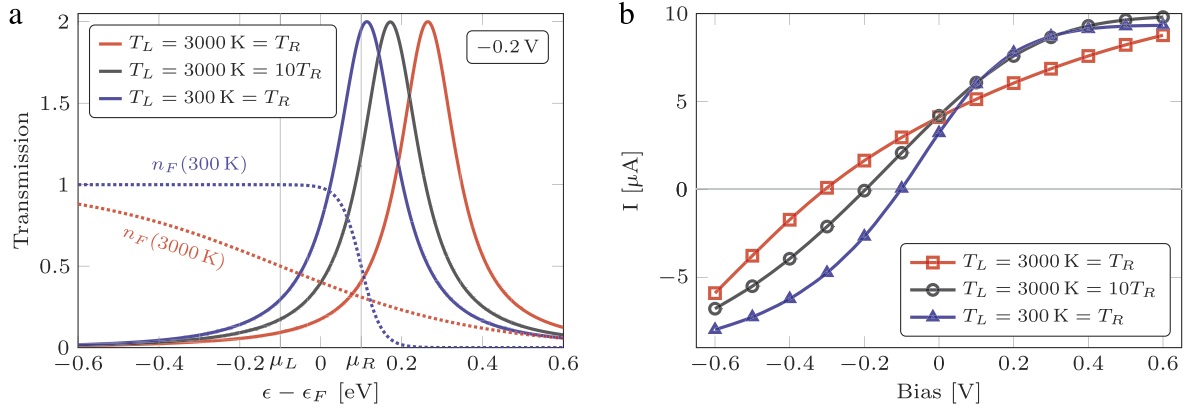 a
Transmission
2
1.5
1
0.5
0
T_L = 3000 K = T_R
T_L = 3000 K = 10T_R
T_L = 300 K = T_R
−0.2 V
n_F(300 K)
n_F(3000 K)
−0.6 −0.4 −0.2 μ_L 0 μ_R 0.2 0.4 0.6
ϵ − ϵ_F [eV]
b
I [μA]
10
5
0
−5
T_L = 3000 K = T_R
T_L = 3000 K = 10T_R
T_L = 300 K = T_R
−0.6 −0.4 −0.2 0 0.2 0.4 0.6
Bias [V]